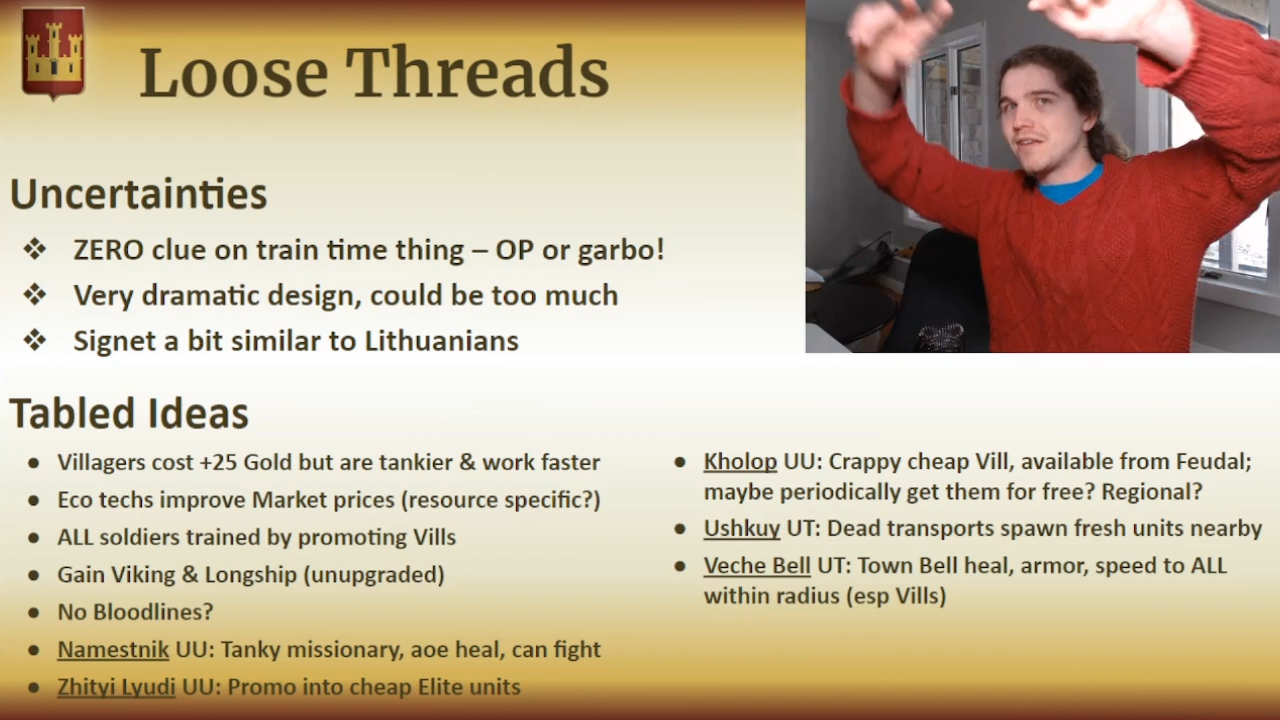 Loose Threads
Uncertainties
❖ ZERO clue on train time thing – OP or garbo!
❖ Very dramatic design, could be too much
❖ Signet a bit similar to Lithuanians
Tabled Ideas
● Villagers cost +25 Gold but are tankier & work faster
● Eco techs improve Market prices (resource specific?)
● ALL soldiers trained by promoting Vills
● Gain Viking & Longship (unupgraded)
● No Bloodlines?
● Namestnik UU: Tanky missionary, aoe heal, can fight
● Zhityi Lyudi UU: Promo into cheap Elite units
● Kholop UU: Crappy cheap Vill, available from Feudal;
maybe periodically get them for free? Regional?
● Ushkuy UT: Dead transports spawn fresh units nearby
● Veche Bell UT: Town Bell heal, armor, speed to ALL
within radius (esp Vills)